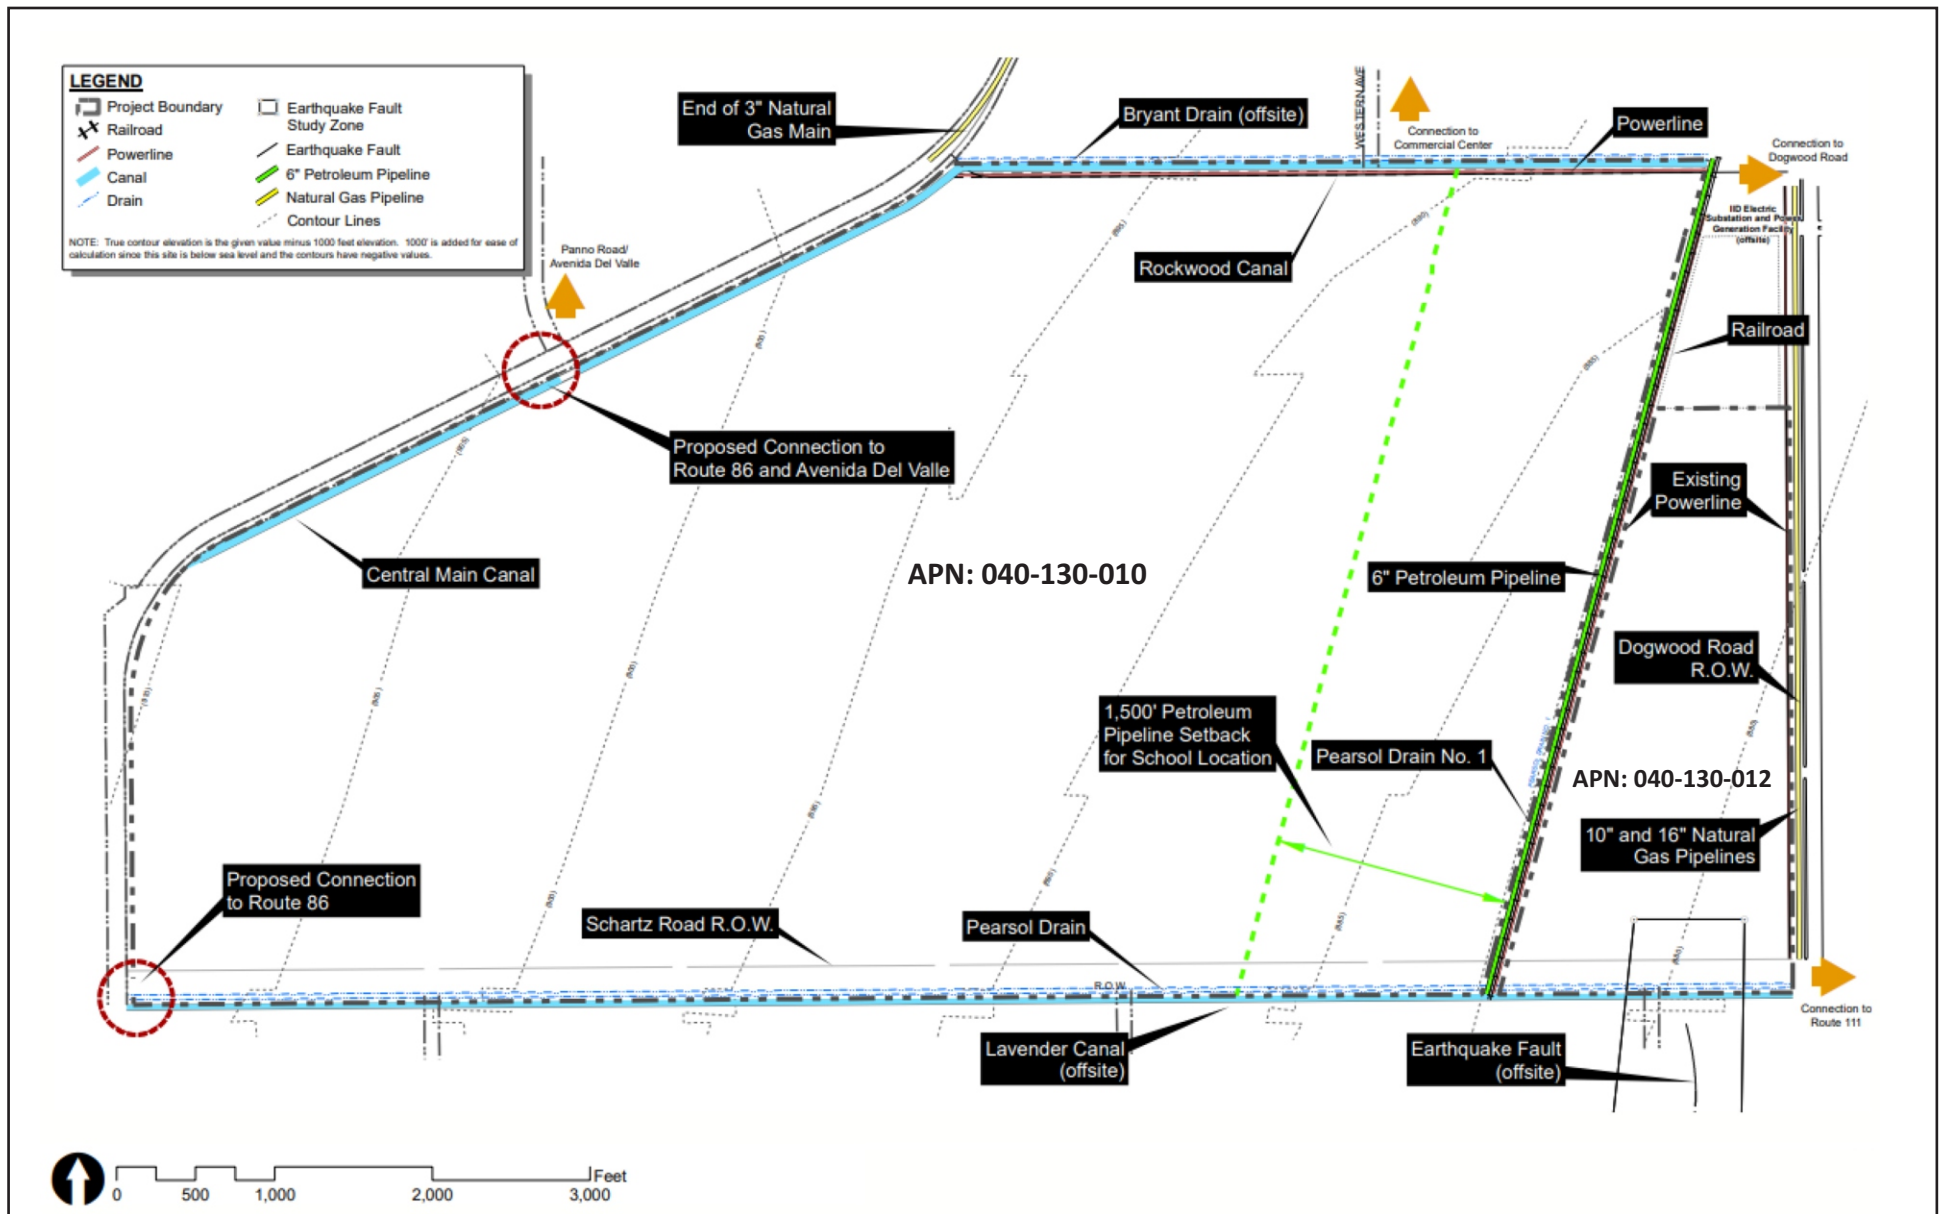 LEGEND
Project Boundary
Railroad
Powerline
Canal
Drain
Earthquake Fault
Study Zone
Earthquake Fault
6" Petroleum Pipeline
Natural Gas Pipeline
Contour Lines
NOTE: True contour elevation is the given value minus 1000 feet elevation. 1000' is added for ease of
calculation since this site is below sea level and the contours have negative values.
End of 3" Natural
Gas Main
Bryant Drain (offsite)
WESTERN AVE
Connection to
Commercial Center
Powerline
Connection to
Dogwood Road
IID Electric
Substation and Power
Generation Facility
(offsite)
Panno Road/
Avenida Del Valle
Rockwood Canal
Railroad
Proposed Connection to
Route 86 and Avenida Del Valle
Existing
Powerline
Central Main Canal
APN: 040-130-010
6" Petroleum Pipeline
Dogwood Road
R.O.W.
1,500' Petroleum
Pipeline Setback
for School Location
Pearsol Drain No. 1
APN: 040-130-012
10" and 16" Natural
Gas Pipelines
Proposed Connection
to Route 86
Schartz Road R.O.W.
Pearsol Drain
R.O.W.
Connection to
Route 111
Lavender Canal
(offsite)
Earthquake Fault
(offsite)
Feet
0 500 1,000 2,000 3,000